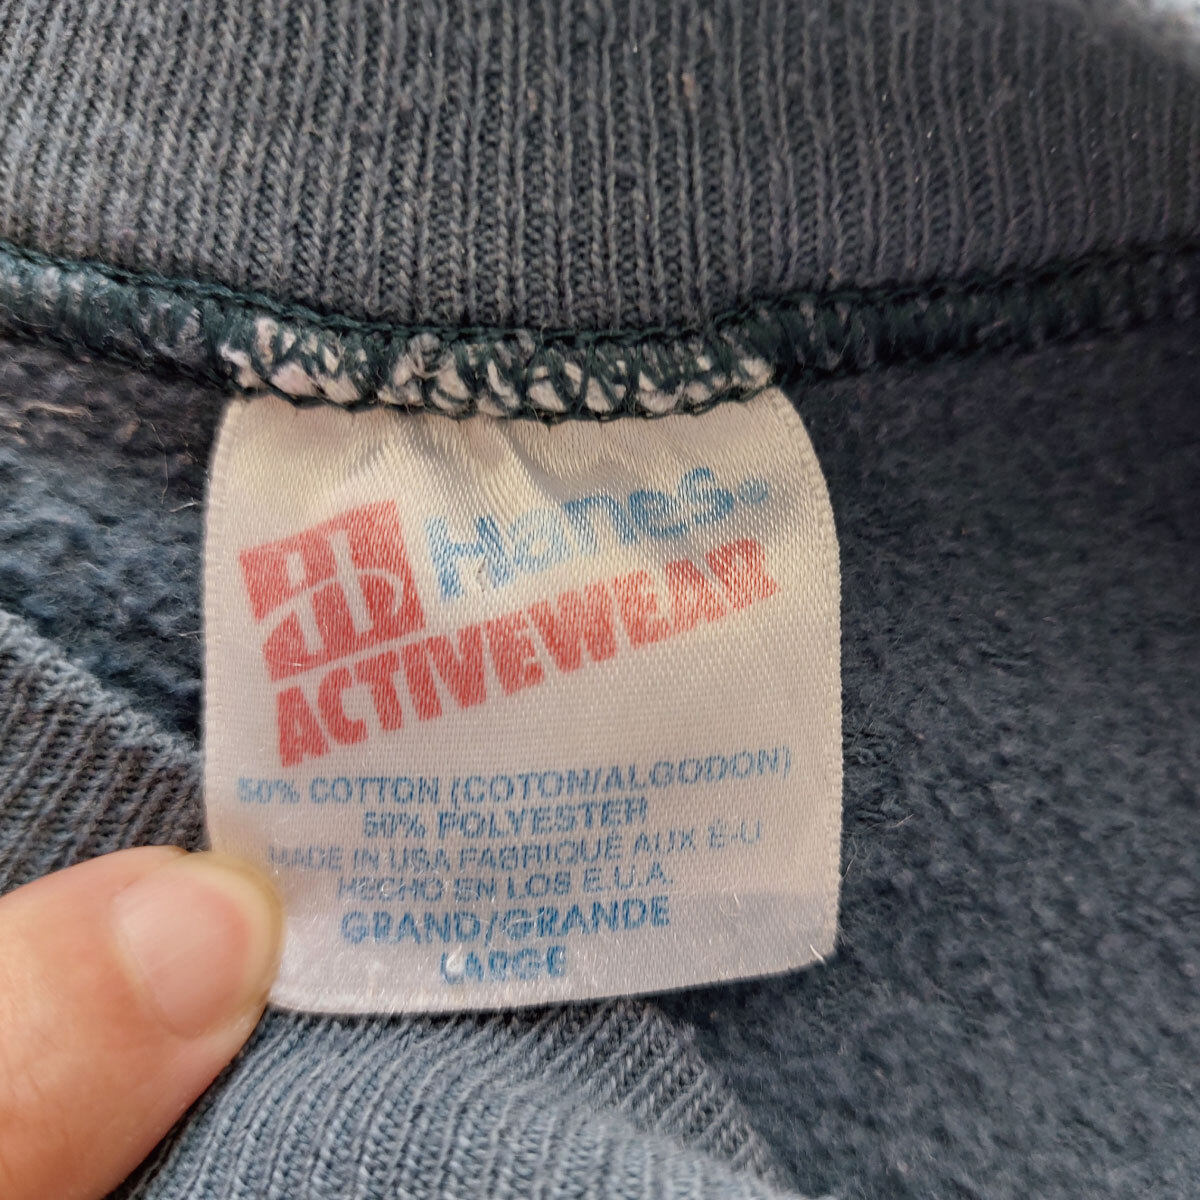 Hanes
ACTIVEWEAR
50% COTTON (COTON/ALGODON)
50% POLYESTER
MADE IN USA FABRIQUE AUX É-U
HECHO EN LOS E.U.A.
GRAND/GRANDE
LARGE